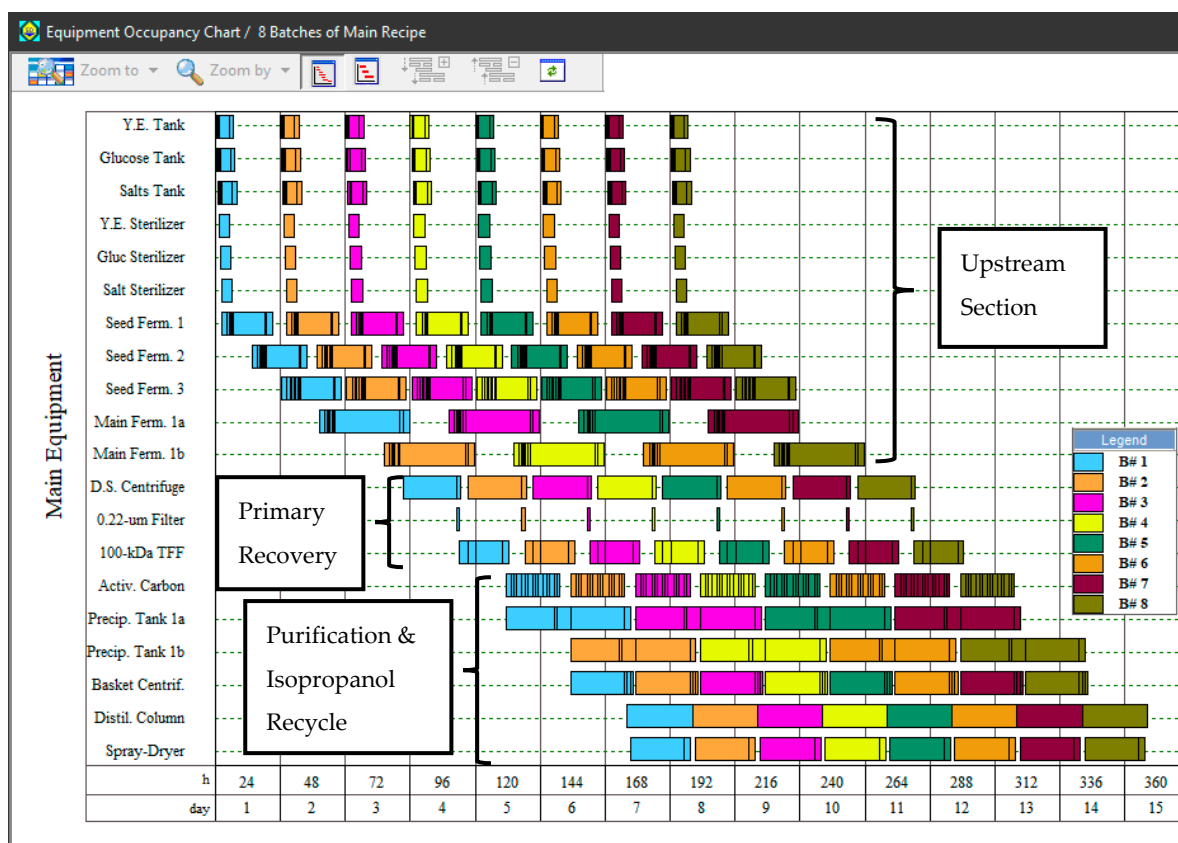 Equipment Occupancy Chart / 8 Batches of Main Recipe
Zoom to
Zoom by
Main Equipment
Y.E. Tank
Glucose Tank
Salts Tank
Y.E. Sterilizer
Gluc Sterilizer
Salt Sterilizer
Seed Ferm. 1
Seed Ferm. 2
Seed Ferm. 3
Main Ferm. 1a
Main Ferm. 1b
D.S. Centrifuge
0.22-um Filter
100-kDa TFF
Activ. Carbon
Precip. Tank 1a
Precip. Tank 1b
Basket Centrif.
Distil. Column
Spray-Dryer
Upstream
Section
Primary
Recovery
Purification &
Isopropanol
Recycle
Legend
B# 1
B# 2
B# 3
B# 4
B# 5
B# 6
B# 7
B# 8
h 24 48 72 96 120 144 168 192 216 240 264 288 312 336 360
day 1 2 3 4 5 6 7 8 9 10 11 12 13 14 15